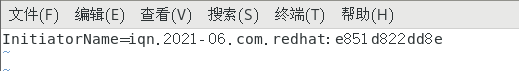 文件(F) 编辑(E) 查看(V) 搜索(S) 终端(T) 帮助(H)
InitiatorName=iqn.2021-06.com.redhat:e851d822dd8e
~
~